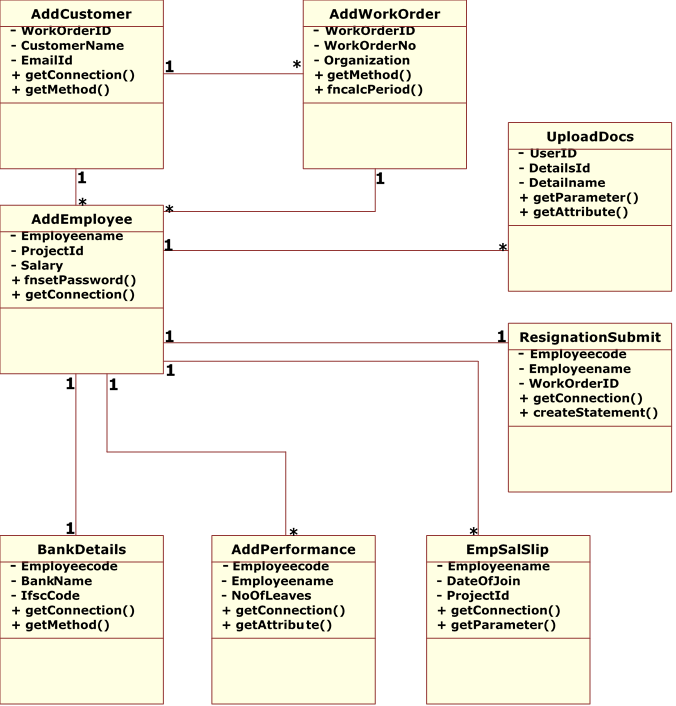 AddCustomer
- WorkOrderID
- CustomerName
- EmailId
+ getConnection()
+ getMethod()
1
*
AddWorkOrder
- WorkOrderID
- WorkOrderNo
- Organization
+ getMethod()
+ fncalcPeriod()
1
*
1
*
UploadDocs
- UserID
- DetailsId
- Detailname
+ getParameter()
+ getAttribute()
AddEmployee
- Employeename
- ProjectId
- Salary
+ fnsetPassword()
+ getConnection()
1
*
1
1
1
ResignationSubmit
- Employeecode
- Employeename
- WorkOrderID
+ getConnection()
+ createStatement()
1
1
1
*
*
BankDetails
- Employeecode
- BankName
- IfscCode
+ getConnection()
+ getMethod()
AddPerformance
- Employeecode
- Employeename
- NoOfLeaves
+ getConnection()
+ getAttribute()
EmpSalSlip
- Employeename
- DateOfJoin
- ProjectId
+ getConnection()
+ getParameter()